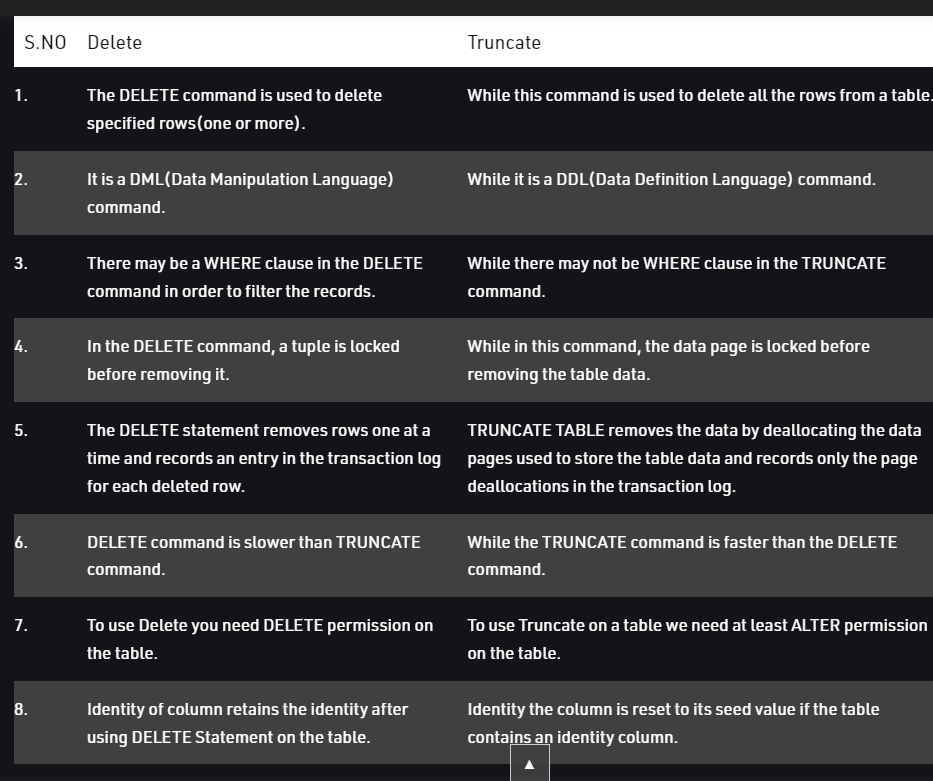 S.NO Delete Truncate
1. The DELETE command is used to delete While this command is used to delete all the rows from a table.
specified rows(one or more).
2. It is a DML(Data Manipulation Language) While it is a DDL(Data Definition Language) command.
command.
3. There may be a WHERE clause in the DELETE While there may not be WHERE clause in the TRUNCATE
command in order to filter the records. command.
4. In the DELETE command, a tuple is locked While in this command, the data page is locked before
before removing it. removing the table data.
5. The DELETE statement removes rows one at a TRUNCATE TABLE removes the data by deallocating the data
time and records an entry in the transaction log pages used to store the table data and records only the page
for each deleted row. deallocations in the transaction log.
6. DELETE command is slower than TRUNCATE While the TRUNCATE command is faster than the DELETE
command. command.
7. To use Delete you need DELETE permission on To use Truncate on a table we need at least ALTER permission
the table. on the table.
8. Identity of column retains the identity after Identity the column is reset to its seed value if the table
using DELETE Statement on the table. contains an identity column.